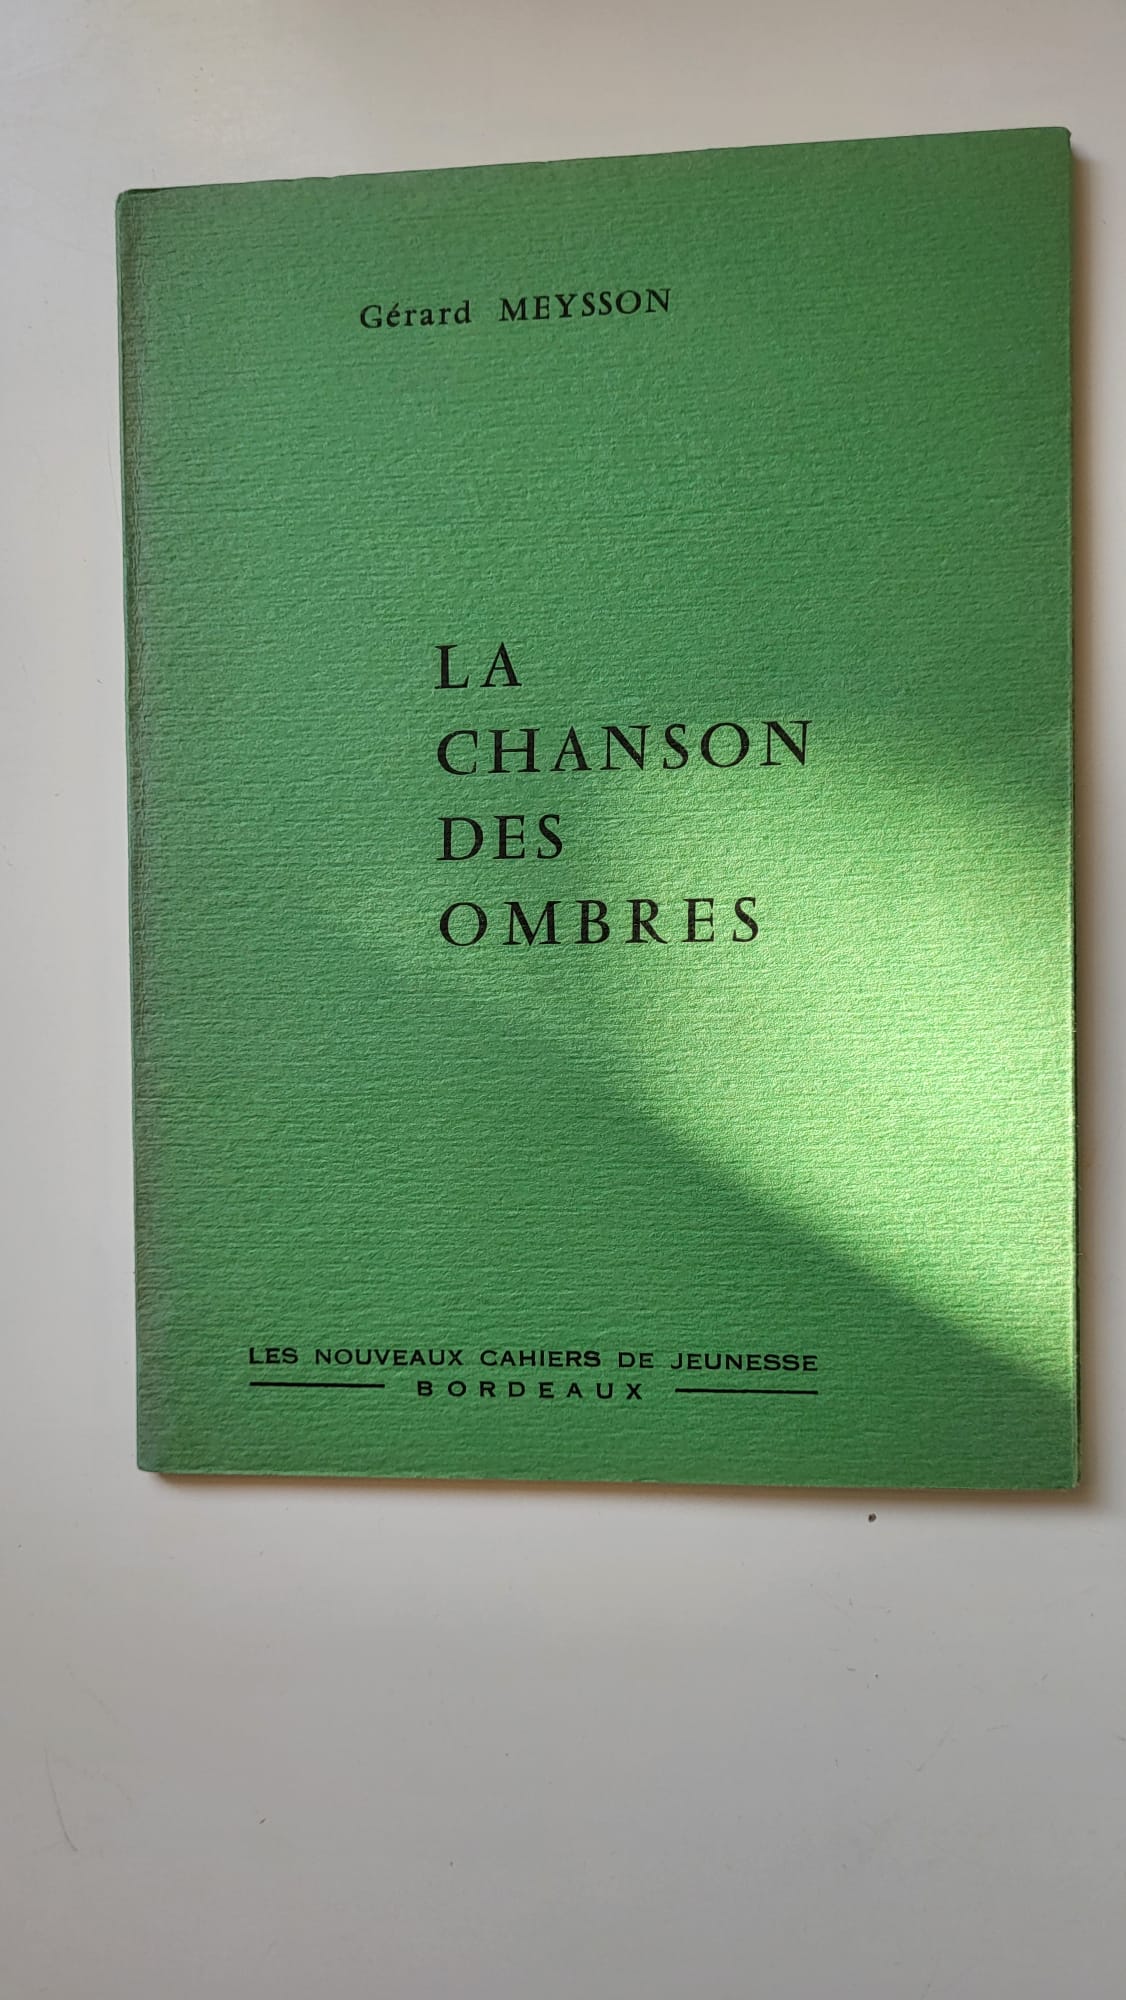 Gérard MEYSSON
LA
CHANSON
DES
OMBRES
LES NOUVEAUX CAHIERS DE JEUNESSE
BORDEAUX